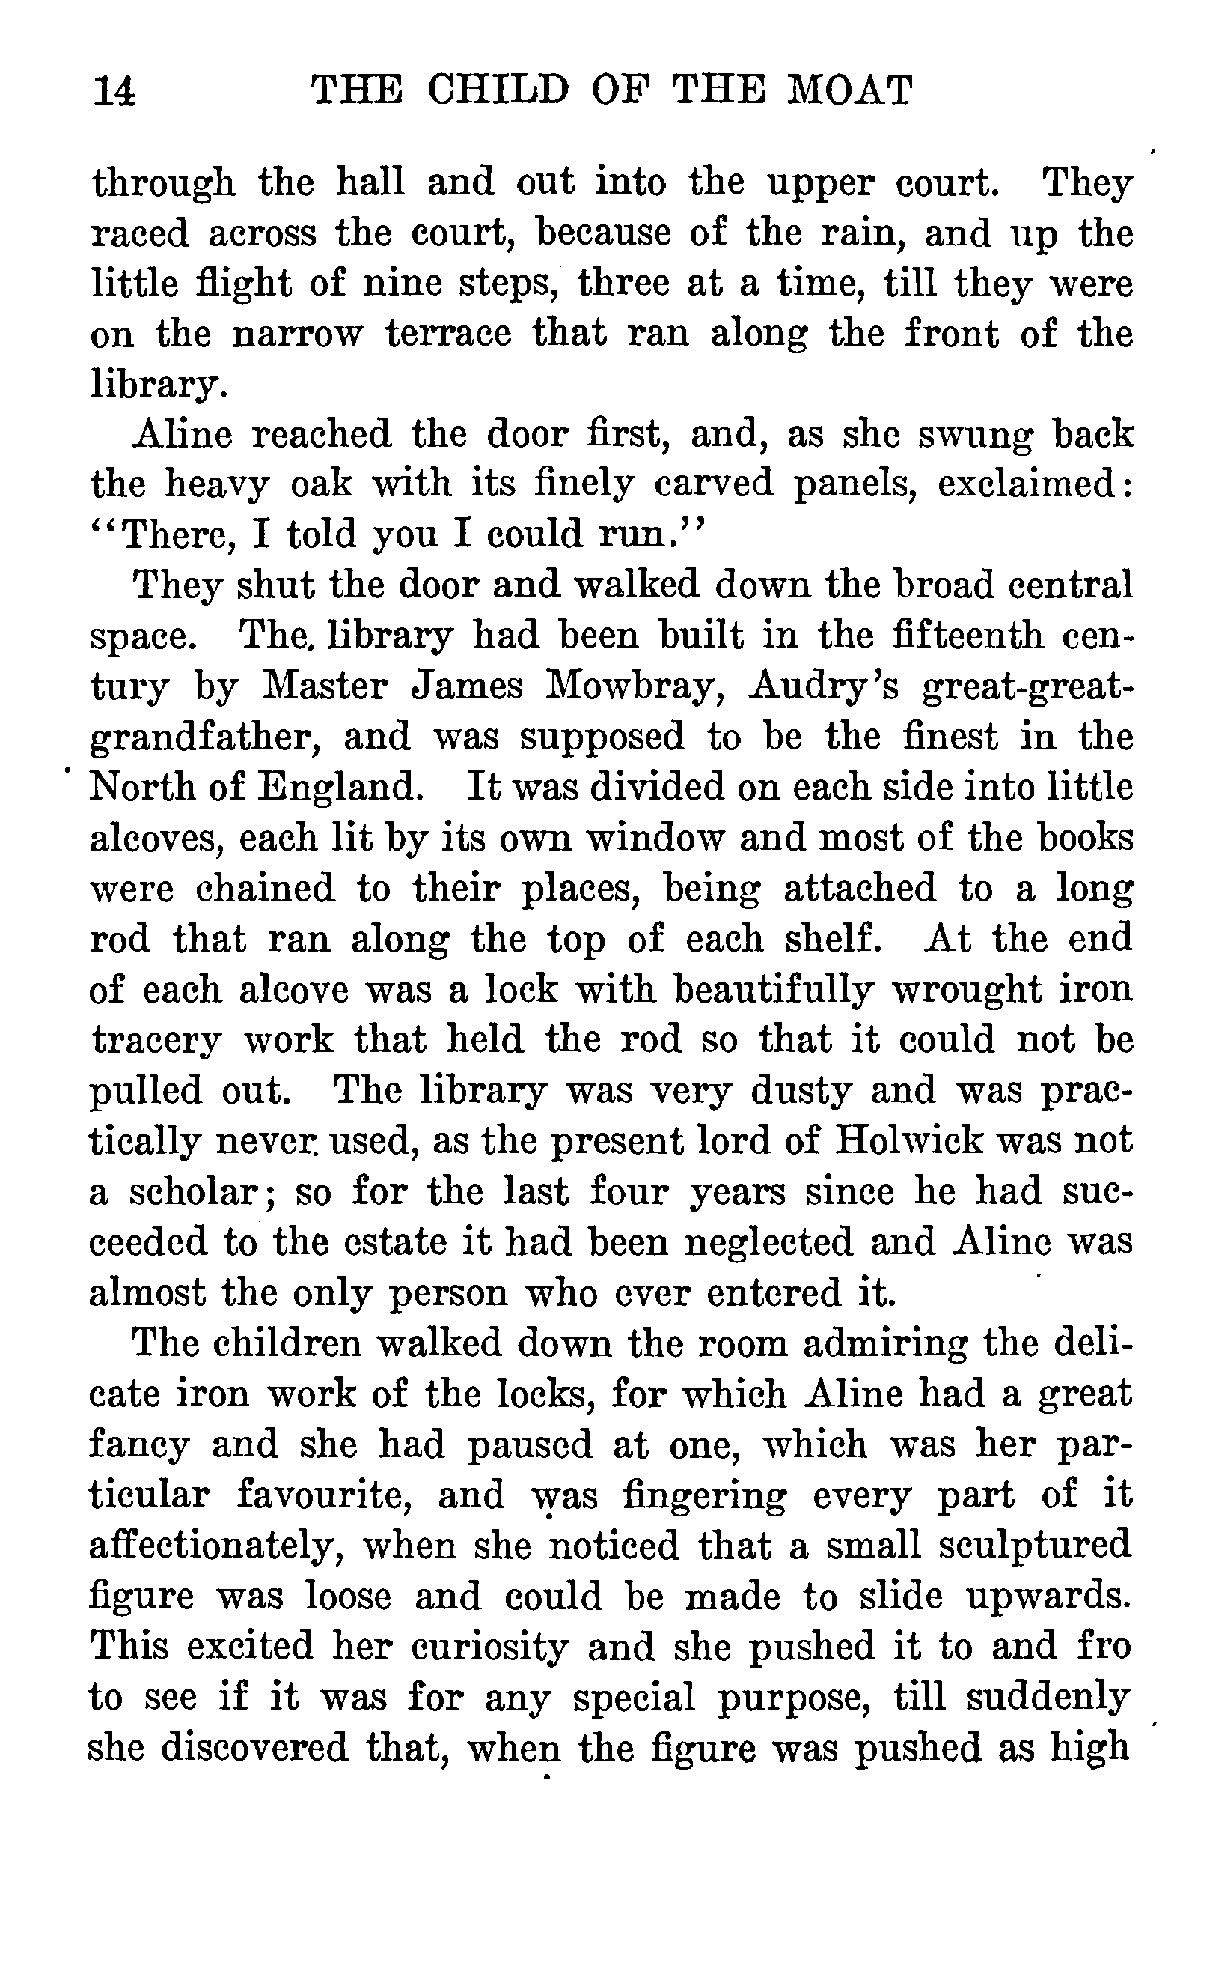 14 THE CHILD OF THE MOAT
through the hall and out into the upper court. They
raced across the court, because of the rain, and up the
little flight of nine steps, three at a time, till they were
on the narrow terrace that ran along the front of the
library.
Aline reached the door first, and, as she swung back
the heavy oak with its finely carved panels, exclaimed:
“There, I told you I could run.”
They shut the door and walked down the broad central
space. The library had been built in the fifteenth cen-
tury by Master James Mowbray, Audry’s great-great-
grandfather, and was supposed to be the finest in the
North of England. It was divided on each side into little
alcoves, each lit by its own window and most of the books
were chained to their places, being attached to a long
rod that ran along the top of each shelf. At the end
of each alcove was a lock with beautifully wrought iron
tracery work that held the rod so that it could not be
pulled out. The library was very dusty and was prac-
tically never used, as the present lord of Holwick was not
a scholar; so for the last four years since he had suc-
ceeded to the estate it had been neglected and Aline was
almost the only person who ever entered it.
The children walked down the room admiring the deli-
cate iron work of the locks, for which Aline had a great
fancy and she had paused at one, which was her par-
ticular favourite, and was fingering every part of it
affectionately, when she noticed that a small sculptured
figure was loose and could be made to slide upwards.
This excited her curiosity and she pushed it to and fro
to see if it was for any special purpose, till suddenly
she discovered that, when the figure was pushed as high